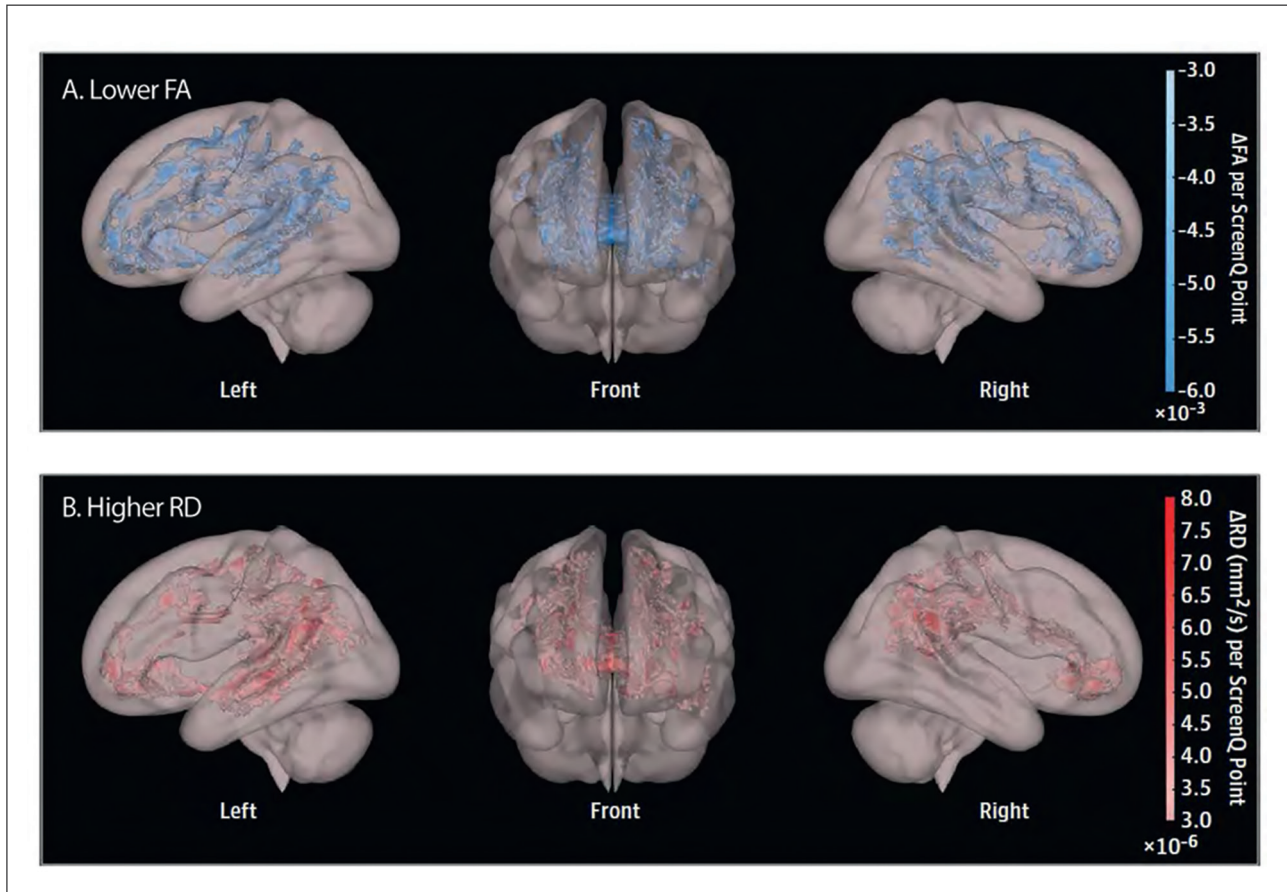 A. Lower FA
Left
Front
Right
−3.0
−3.5
−4.0
−4.5
−5.0
−5.5
−6.0
×10⁻³
ΔFA per ScreenQ Point
B. Higher RD
Left
Front
Right
8.0
7.5
7.0
6.5
6.0
5.5
5.0
4.5
4.0
3.5
3.0
×10⁻⁶
ΔRD (mm²/s) per ScreenQ Point